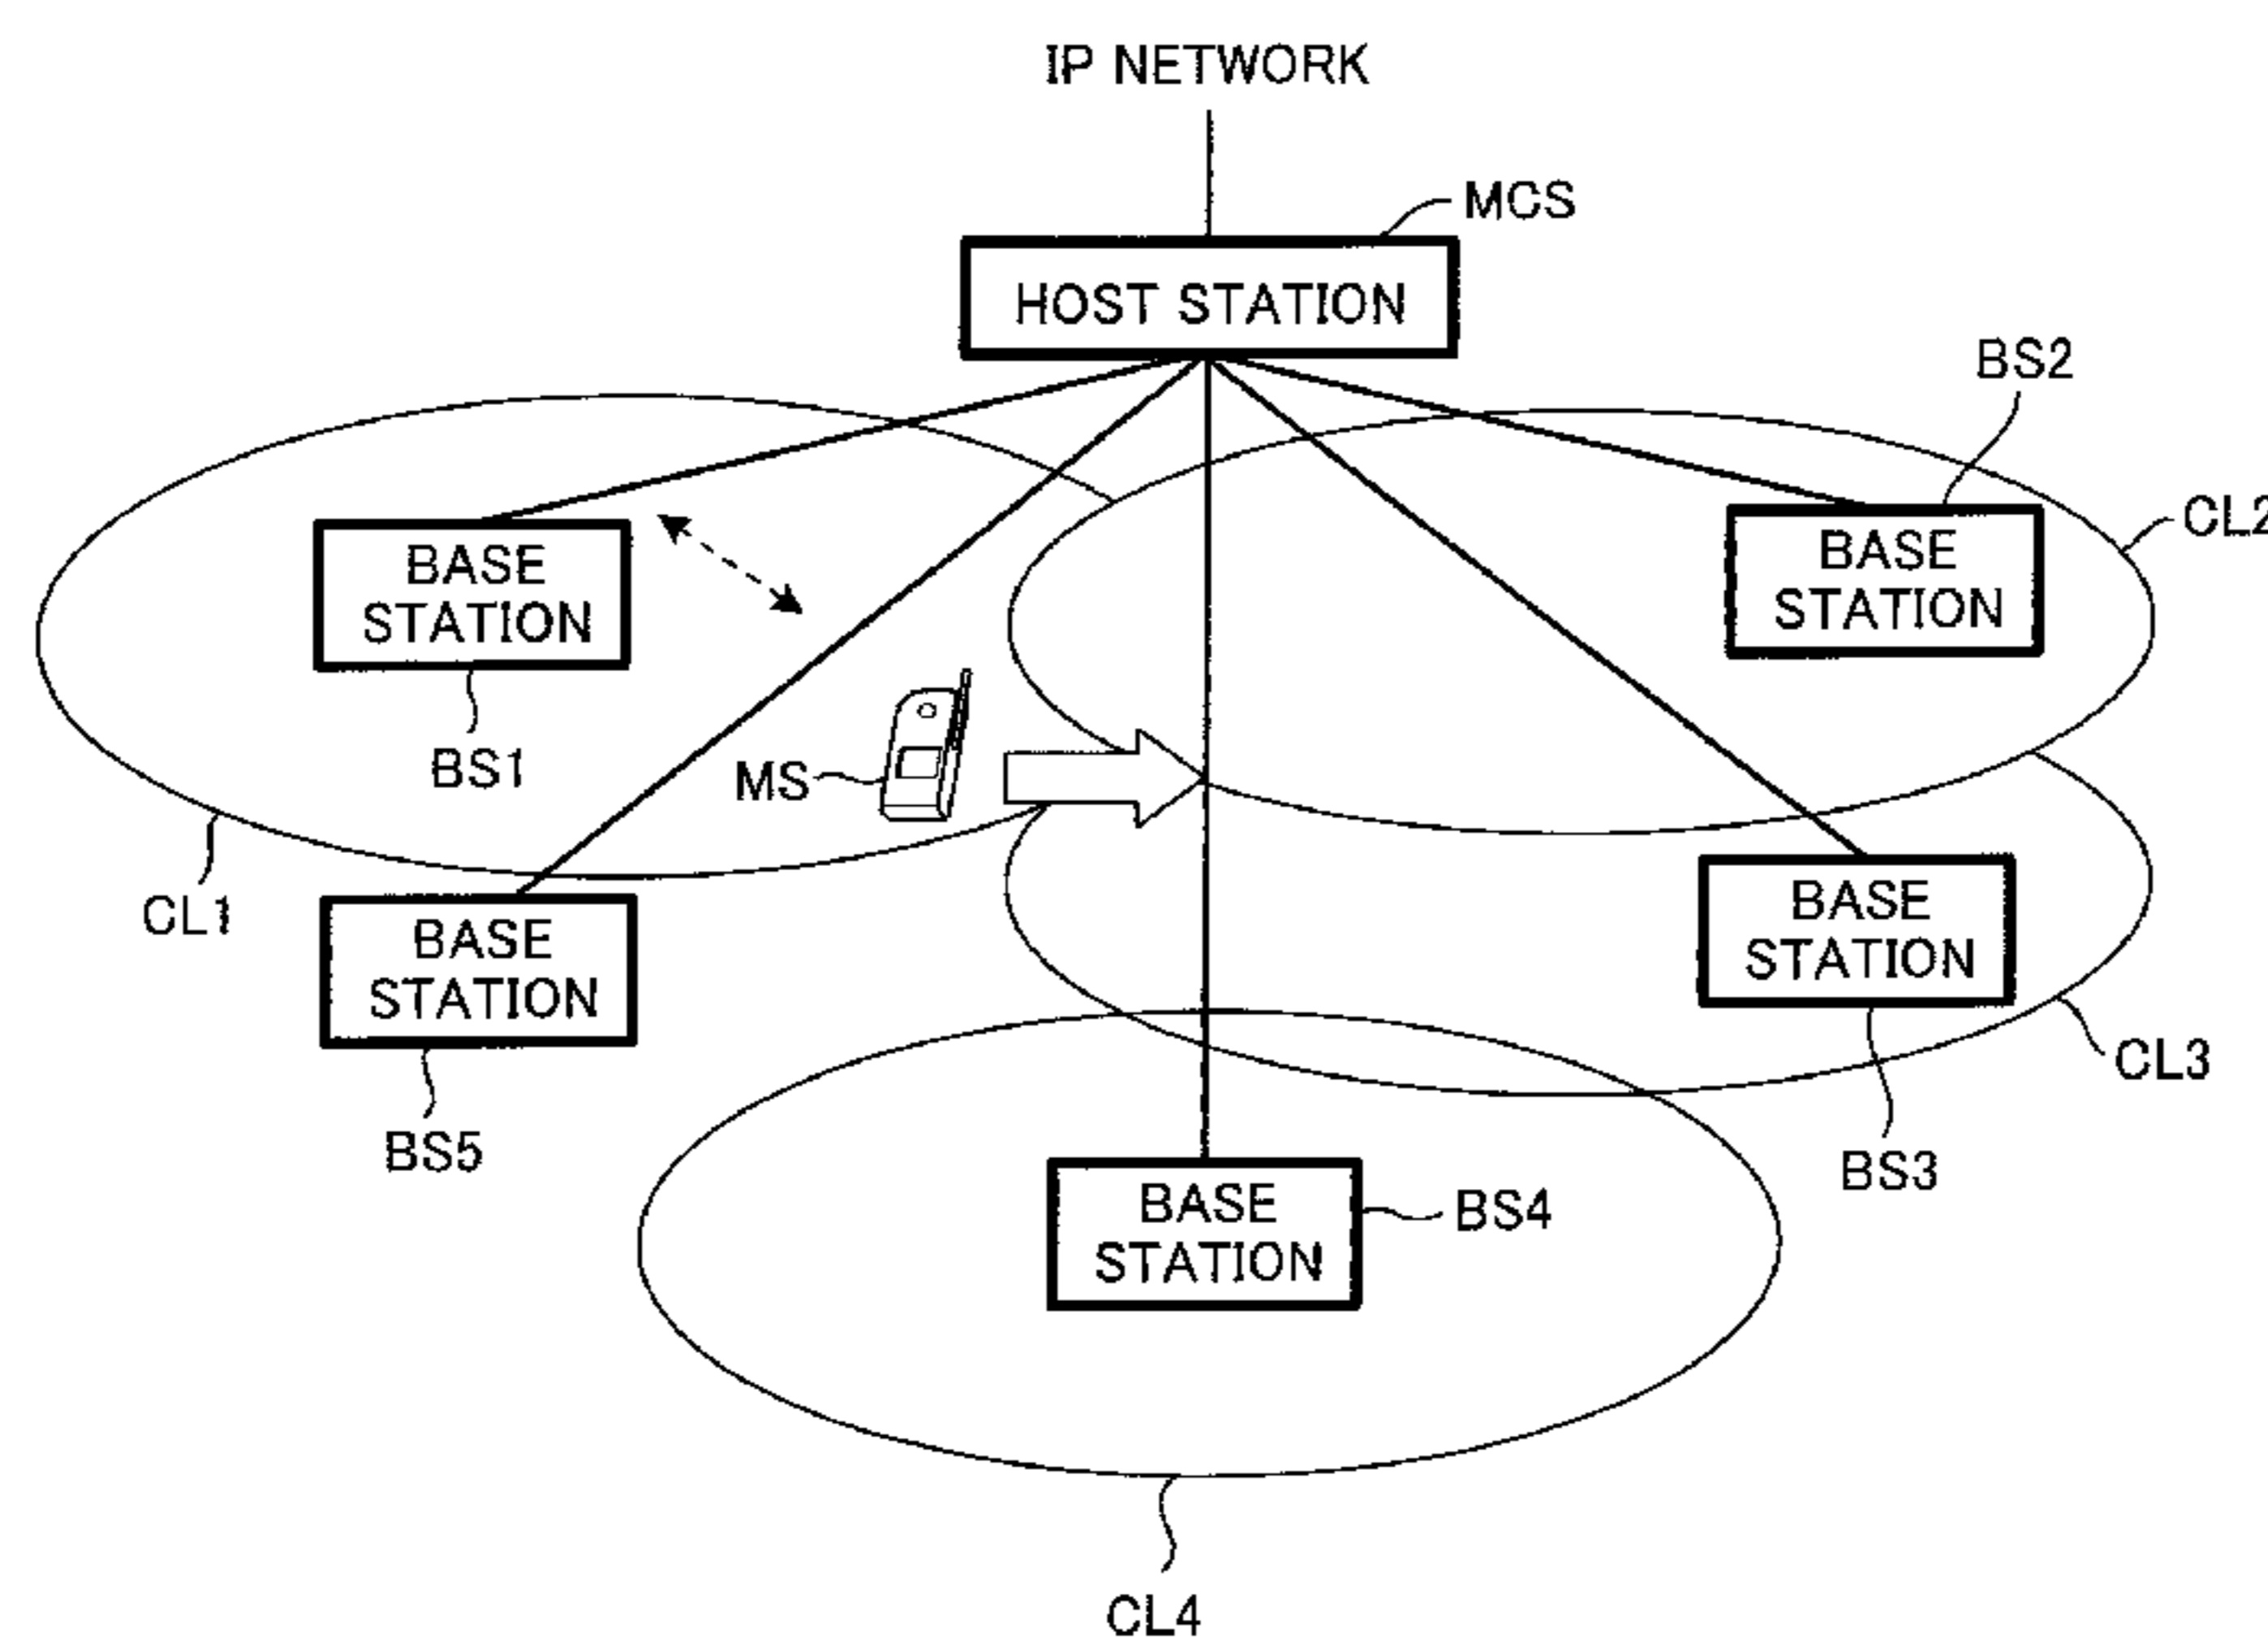 IP NETWORK
MCS
HOST STATION
BS2
CL2
BASE
STATION
BASE
STATION
BS1
MS
CL1
BASE
STATION
BASE
STATION
CL3
BS5
BS3
BASE
STATION
BS4
CL4